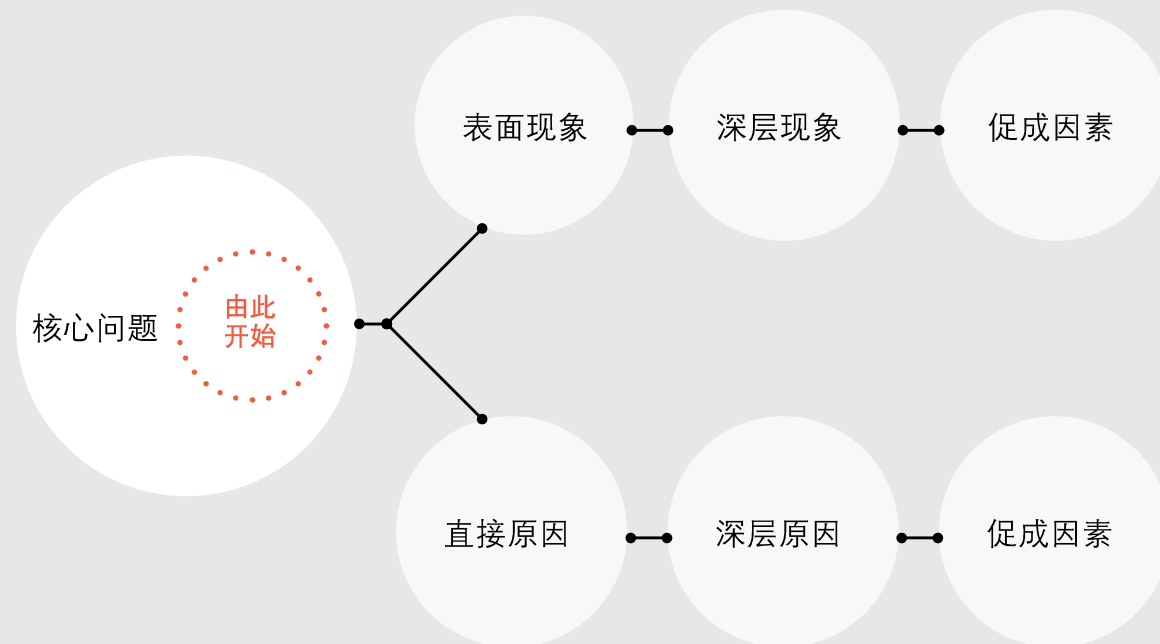 表面现象
深层现象
促成因素
核心问题
由此
开始
直接原因
深层原因
促成因素